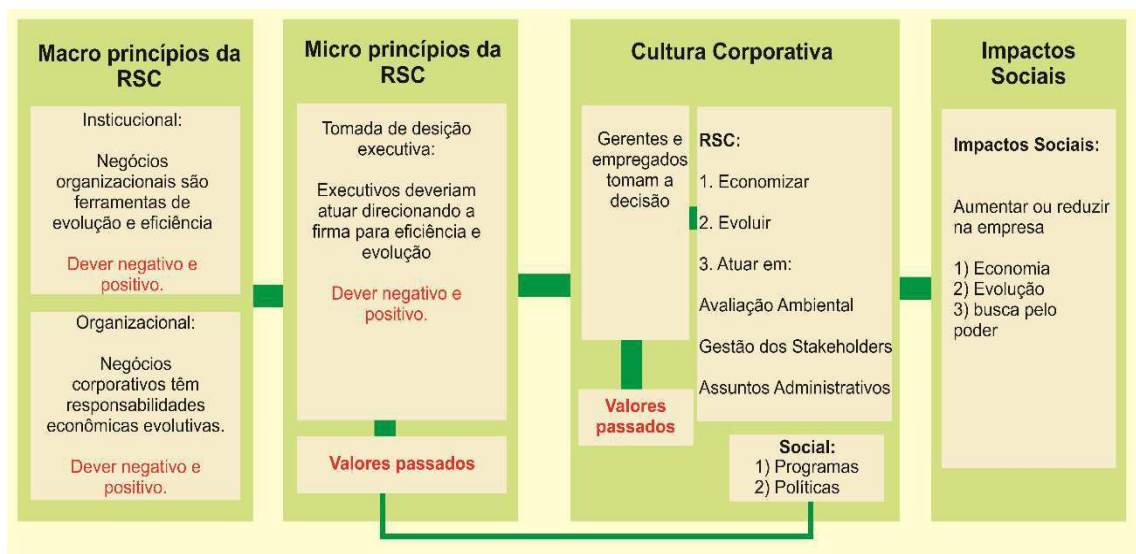 Macro princípios da
RSC
Insticucional:
Negócios
organizacionais são
ferramentas de
evolução e eficiência
Dever negativo e
positivo.
Organizacional:
Negócios
corporativos têm
responsabilidades
econômicas evolutivas.
Dever negativo e
positivo.
Micro princípios da
RSC
Tomada de desição
executiva:
Executivos deveriam
atuar direcionando a
firma para eficiência e
evolução
Dever negativo e
positivo.
Valores passados
Cultura Corporativa
Gerentes e
empregados
tomam a
decisão
Valores
passados
RSC:
1. Economizar
2. Evoluir
3. Atuar em:
Avaliação Ambiental
Gestão dos Stakeholders
Assuntos Administrativos
Social:
1) Programas
2) Políticas
Impactos
Sociais
Impactos Sociais:
Aumentar ou reduzir
na empresa
1) Economia
2) Evolução
3) busca pelo
poder